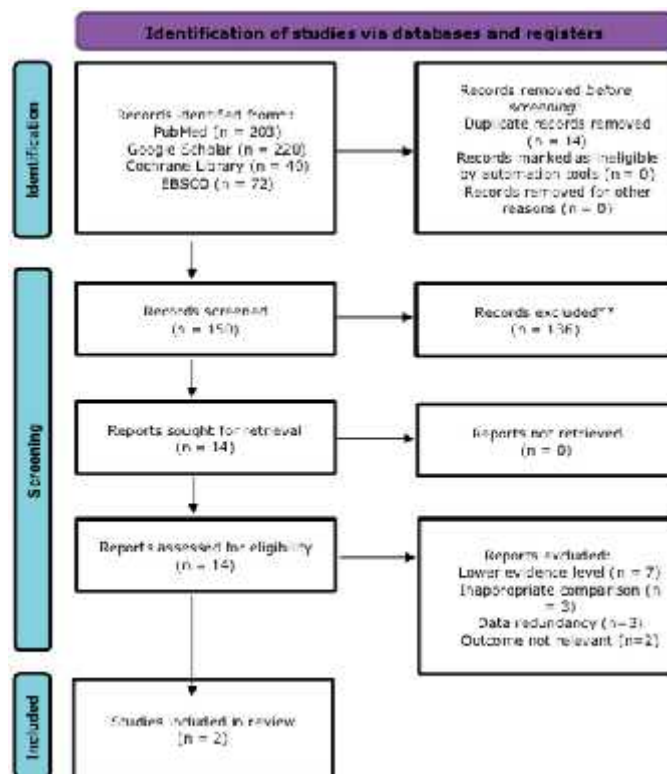 Identification of studies via databases and registers
Identification
Records identified from*:
PubMed (n = 203)
Google Scholar (n = 220)
Cochrane Library (n = 40)
EBSCO (n = 72)
Records removed before
screening:
Duplicate records removed
(n = 14)
Records marked as ineligible
by automation tools (n = 0)
Records removed for other
reasons (n = 0)
Screening
Records screened
(n = 150)
Records excluded**
(n = 136)
Reports sought for retrieval
(n = 14)
Reports not retrieved
(n = 0)
Reports assessed for eligibility
(n = 14)
Reports excluded:
Lower evidence level (n = 7)
Inappropriate comparison (n
= 3)
Data redundancy (n=3)
Outcome not relevant (n=2)
Included
Studies included in review
(n = 2)